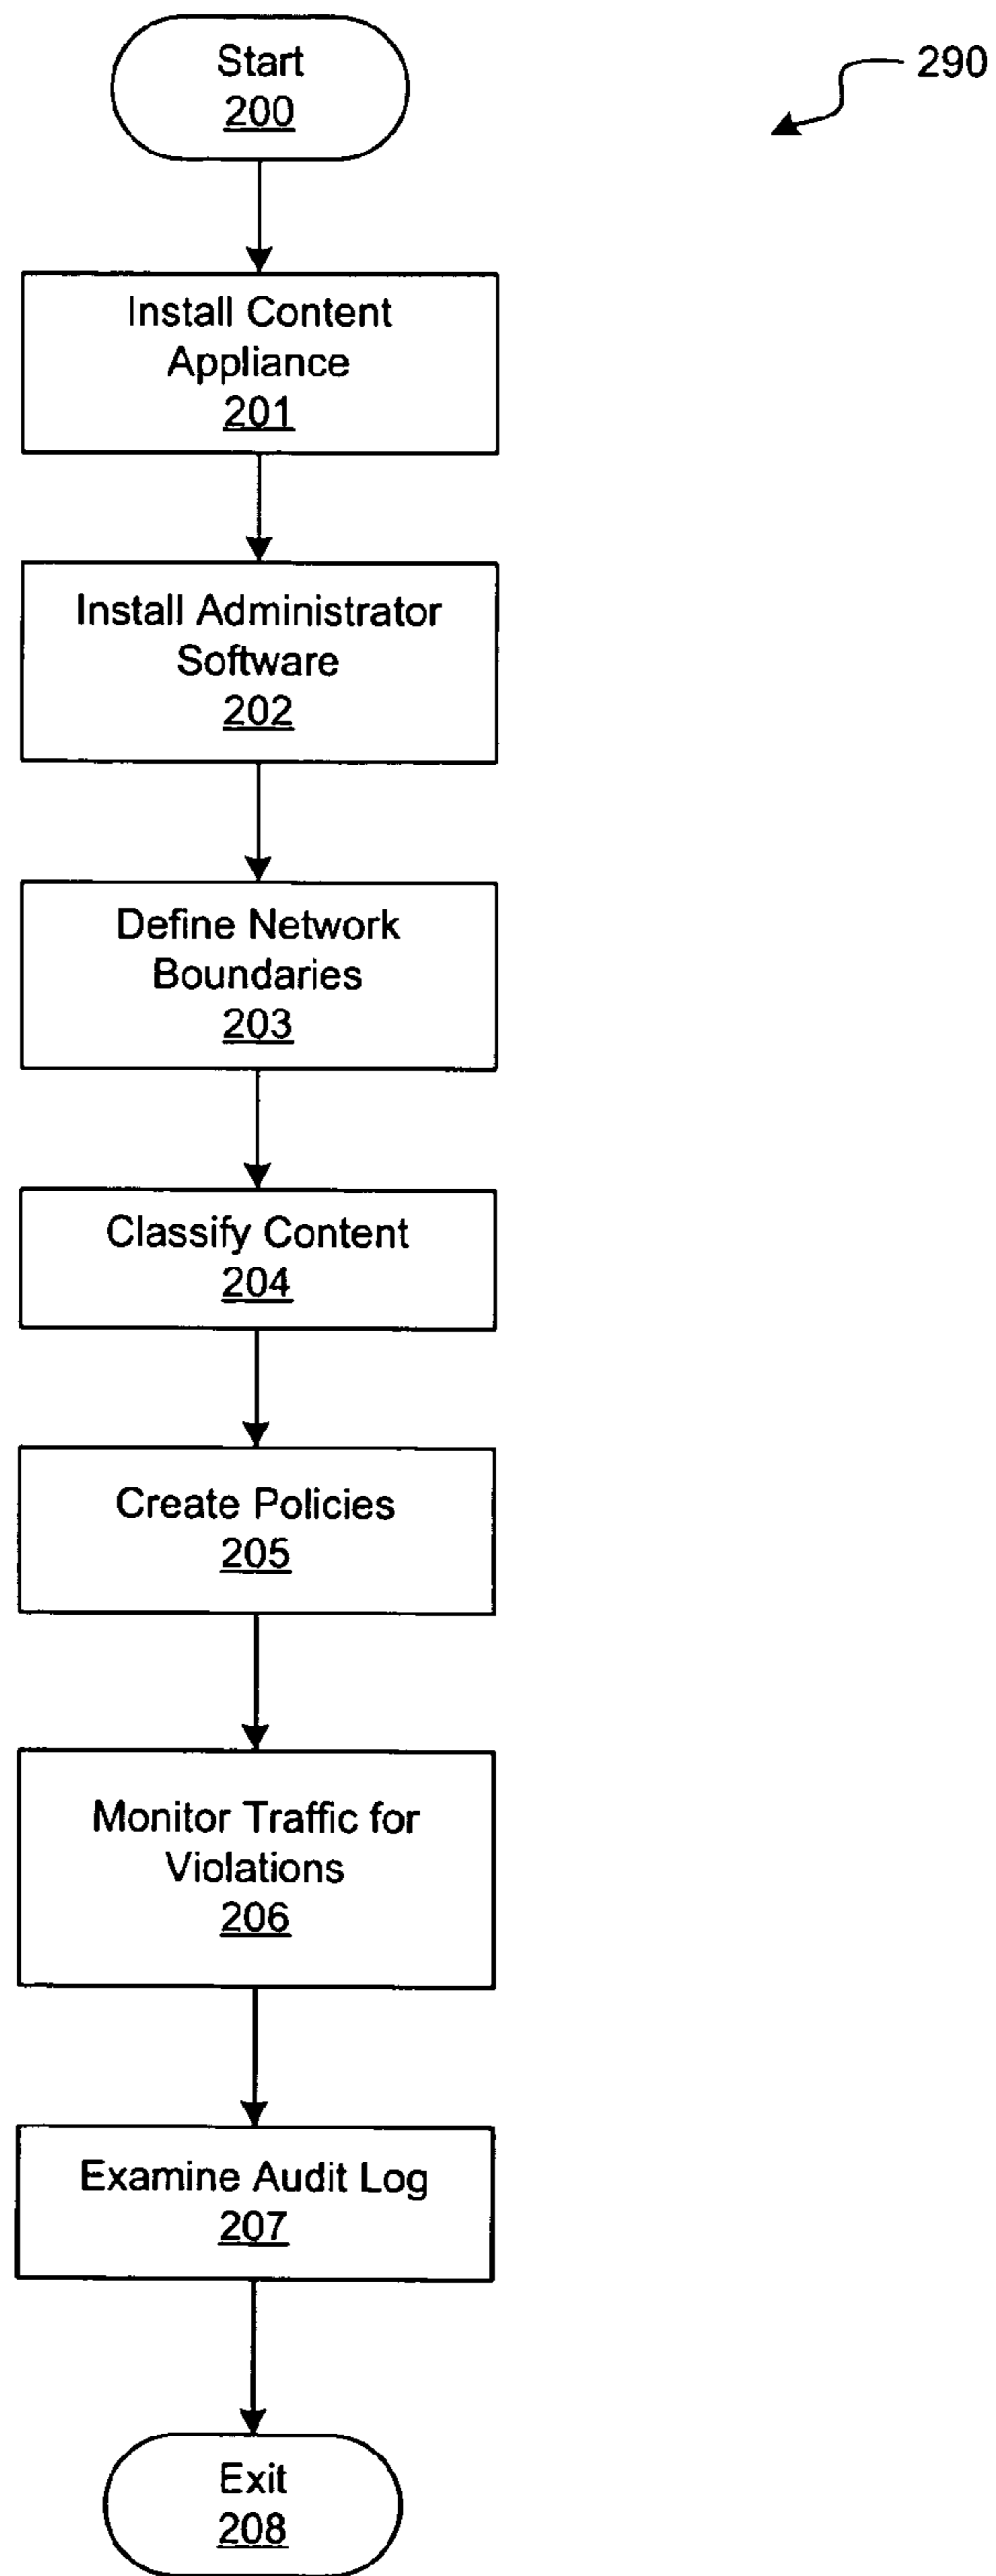 Start
200
290
Install Content
Appliance
201
Install Administrator
Software
202
Define Network
Boundaries
203
Classify Content
204
Create Policies
205
Monitor Traffic for
Violations
206
Examine Audit Log
207
Exit
208